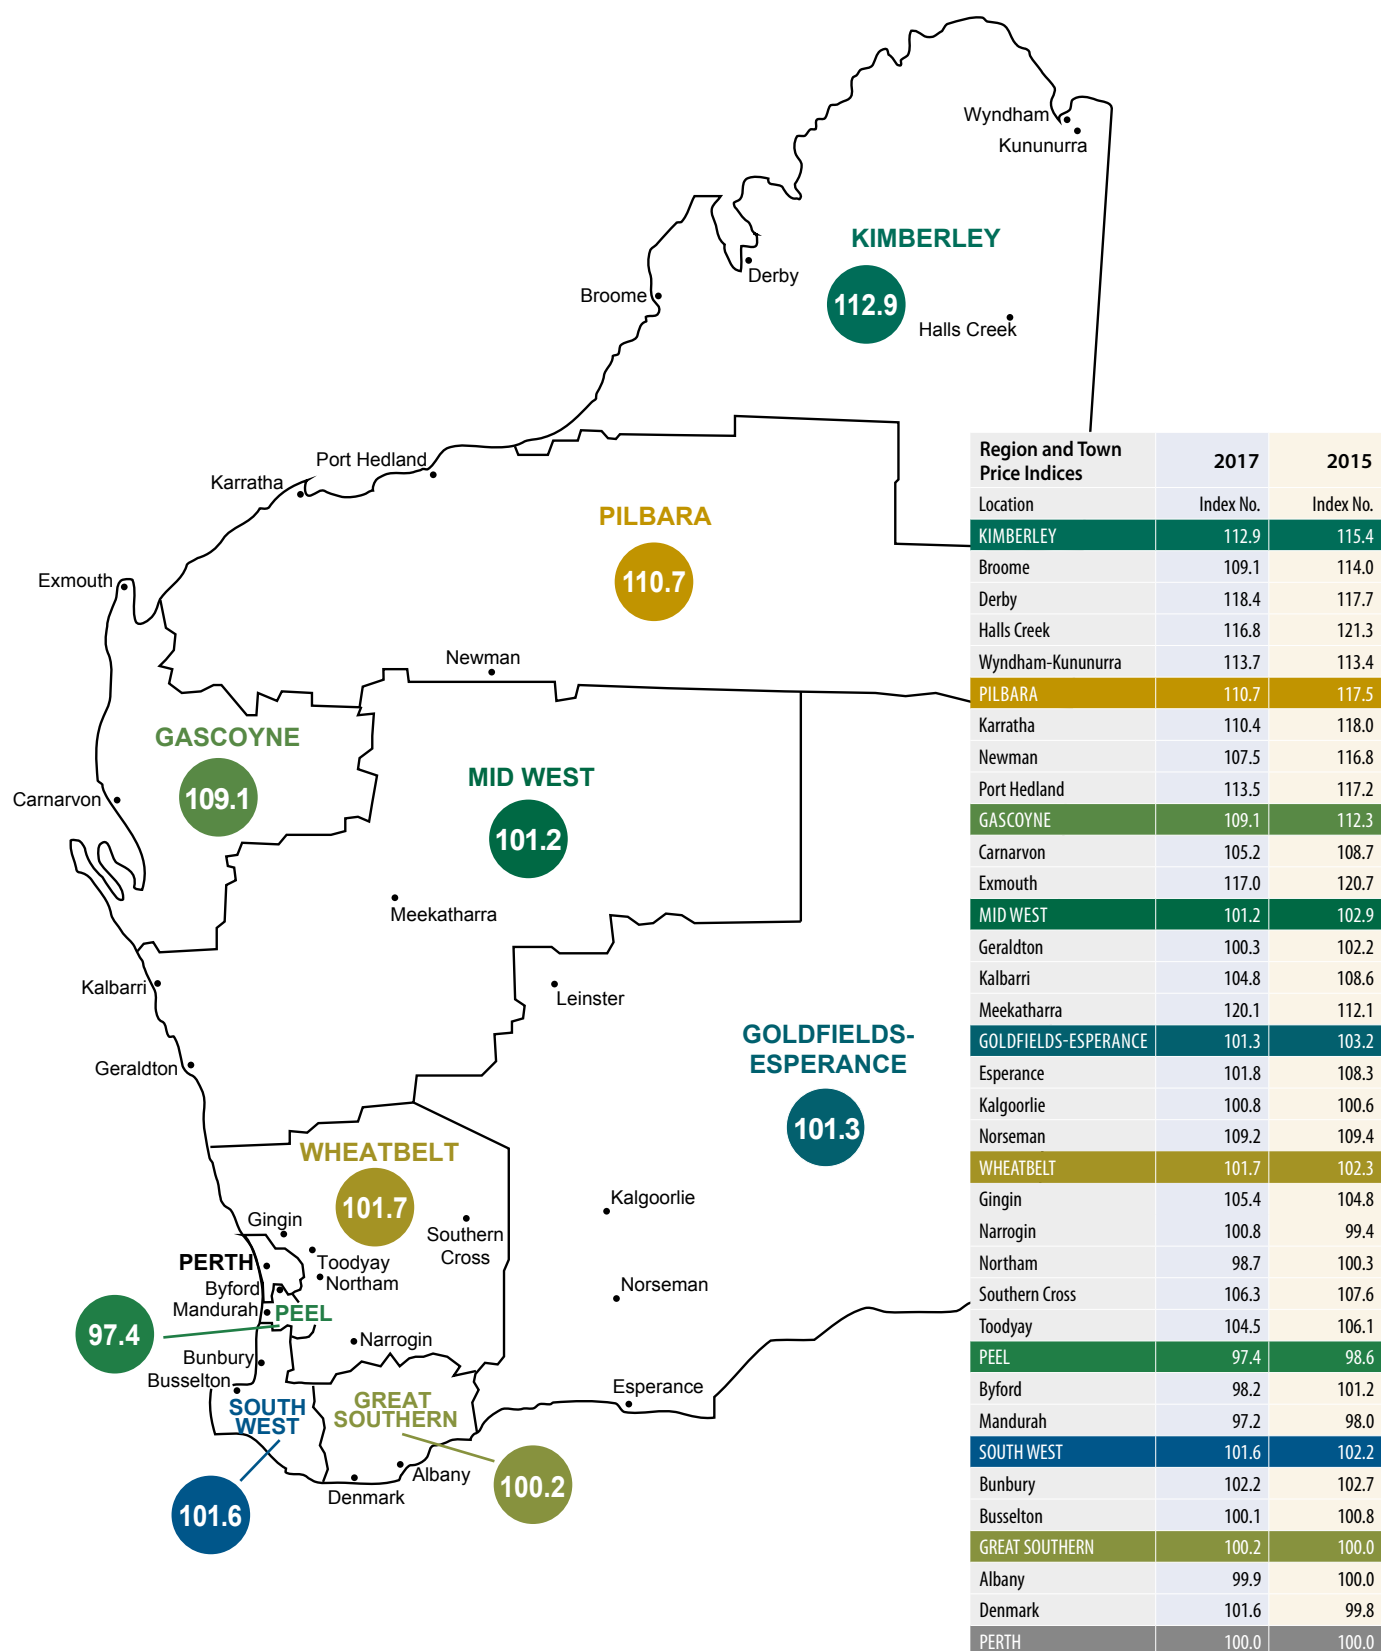 Wyndham
Kununurra
KIMBERLEY
Derby
Broome
112.9
Halls Creek
Port Hedland
Karratha
PILBARA
110.7
Exmouth
Newman
GASCOYNE
109.1
MID WEST
101.2
Carnarvon
Meekatharra
Kalbarri
Leinster
GOLDFIELDS-
ESPERANCE
101.3
Geraldton
WHEATBELT
101.7
Kalgoorlie
Gingin
Southern
Cross
PERTH
Toodyay
Northam
Byford
Norseman
Mandurah
PEEL
97.4
Narrogin
Bunbury
Busselton
Esperance
SOUTH
WEST
GREAT
SOUTHERN
Albany
100.2
Denmark
101.6
Region and Town
Price Indices 2017 2015
Location Index No. Index No.
KIMBERLEY 112.9 115.4
Broome 109.1 114.0
Derby 118.4 117.7
Halls Creek 116.8 121.3
Wyndham-Kununurra 113.7 113.4
PILBARA 110.7 117.5
Karratha 110.4 118.0
Newman 107.5 116.8
Port Hedland 113.5 117.2
GASCOYNE 109.1 112.3
Carnarvon 105.2 108.7
Exmouth 117.0 120.7
MID WEST 101.2 102.9
Geraldton 100.3 102.2
Kalbarri 104.8 108.6
Meekatharra 120.1 112.1
GOLDFIELDS-ESPERANCE 101.3 103.2
Esperance 101.8 108.3
Kalgoorlie 100.8 100.6
Norseman 109.2 109.4
WHEATBELT 101.7 102.3
Gingin 105.4 104.8
Narrogin 100.8 99.4
Northam 98.7 100.3
Southern Cross 106.3 107.6
Toodyay 104.5 106.1
PEEL 97.4 98.6
Byford 98.2 101.2
Mandurah 97.2 98.0
SOUTH WEST 101.6 102.2
Bunbury 102.2 102.7
Busselton 100.1 100.8
GREAT SOUTHERN 100.2 100.0
Albany 99.9 100.0
Denmark 101.6 99.8
PERTH 100.0 100.0